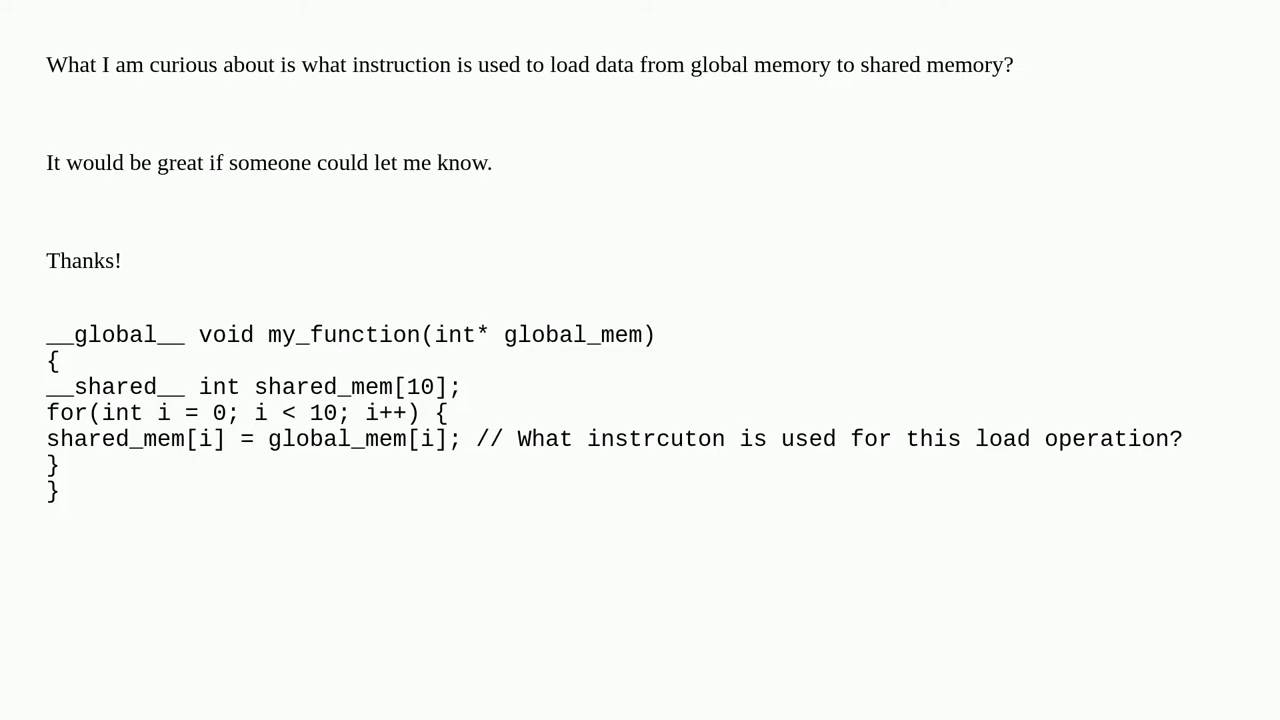 What I am curious about is what instruction is used to load data from global memory to shared memory?
It would be great if someone could let me know.
Thanks!
__global__ void my_function(int* global_mem)
{
__shared__ int shared_mem[10];
for(int i = 0; i < 10; i++) {
shared_mem[i] = global_mem[i]; // What instrcuton is used for this load operation?
}
}